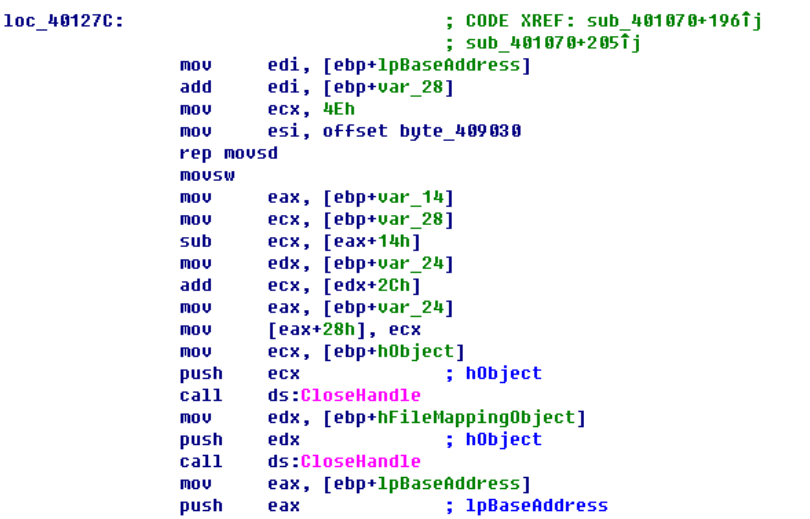 loc_40127C: ; CODE XREF: sub_401070+196↑j
; sub_401070+205↑j
mov edi, [ebp+lpBaseAddress]
add edi, [ebp+var_28]
mov ecx, 4Eh
mov esi, offset byte_409030
rep movsd
movsw
mov eax, [ebp+var_14]
mov ecx, [ebp+var_28]
sub ecx, [eax+14h]
mov edx, [ebp+var_24]
add ecx, [edx+2Ch]
mov eax, [ebp+var_24]
mov [eax+28h], ecx
mov ecx, [ebp+hObject]
push ecx ; hObject
call ds:CloseHandle
mov edx, [ebp+hFileMappingObject]
push edx ; hObject
call ds:CloseHandle
mov eax, [ebp+lpBaseAddress]
push eax ; lpBaseAddress